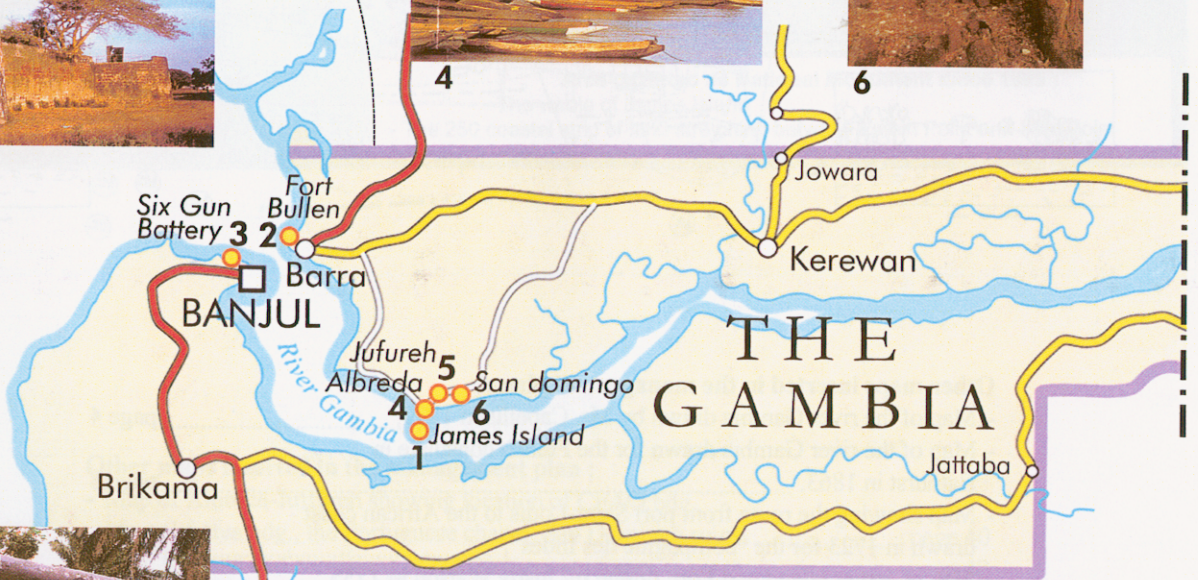 4
6
Jowara
Fort
Bullen
Six Gun
Battery
3
2
Barra
Kerewan
BANJUL
THE
GAMBIA
River Gambia
Jufureh
5
Albreda
San domingo
4
6
James Island
1
Jattaba
Brikama